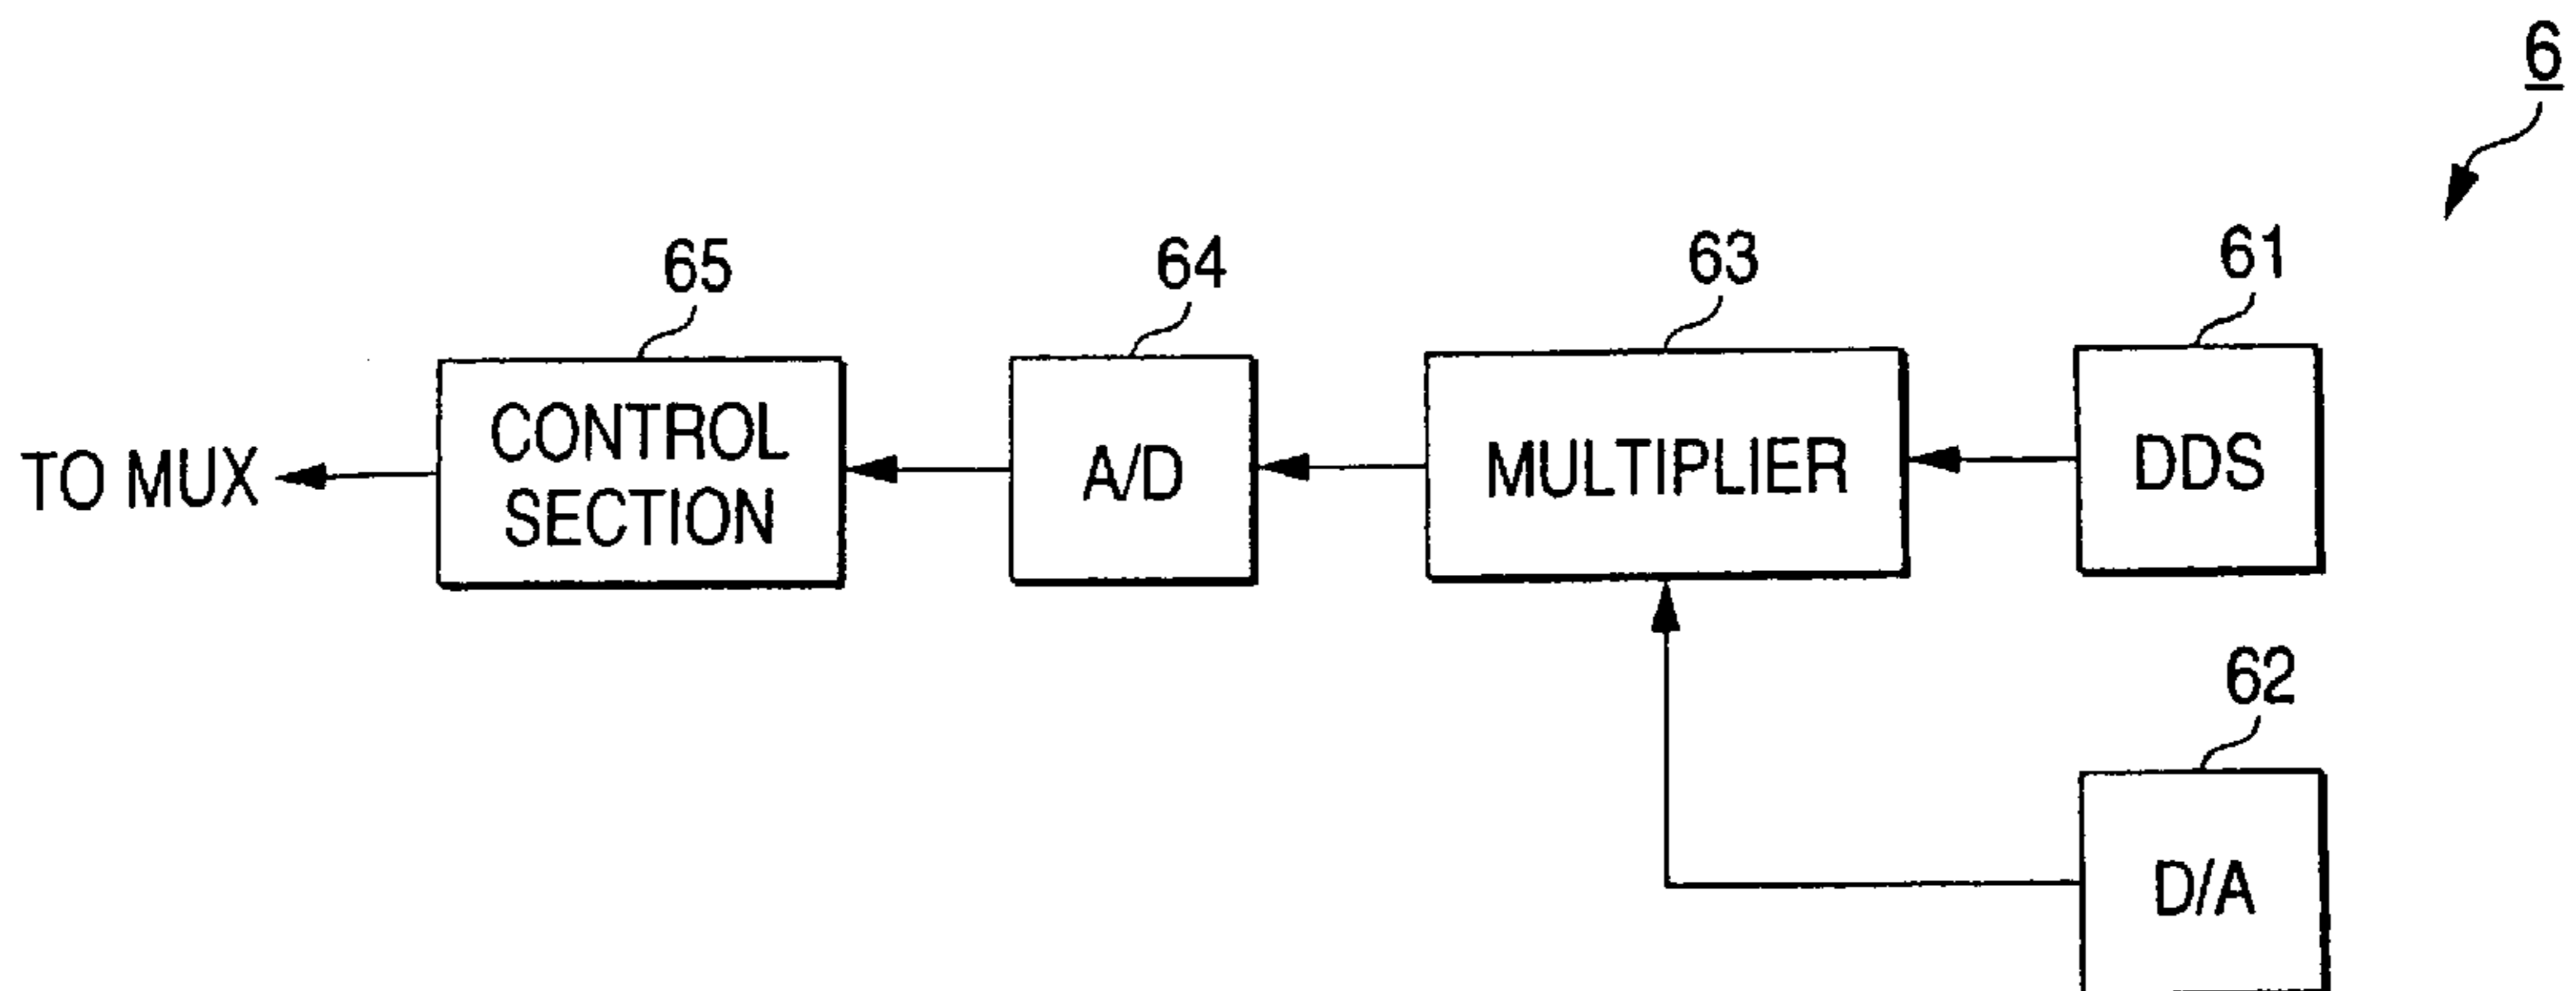 6
65
64
63
61
TO MUX
CONTROL
SECTION
A/D
MULTIPLIER
DDS
62
D/A